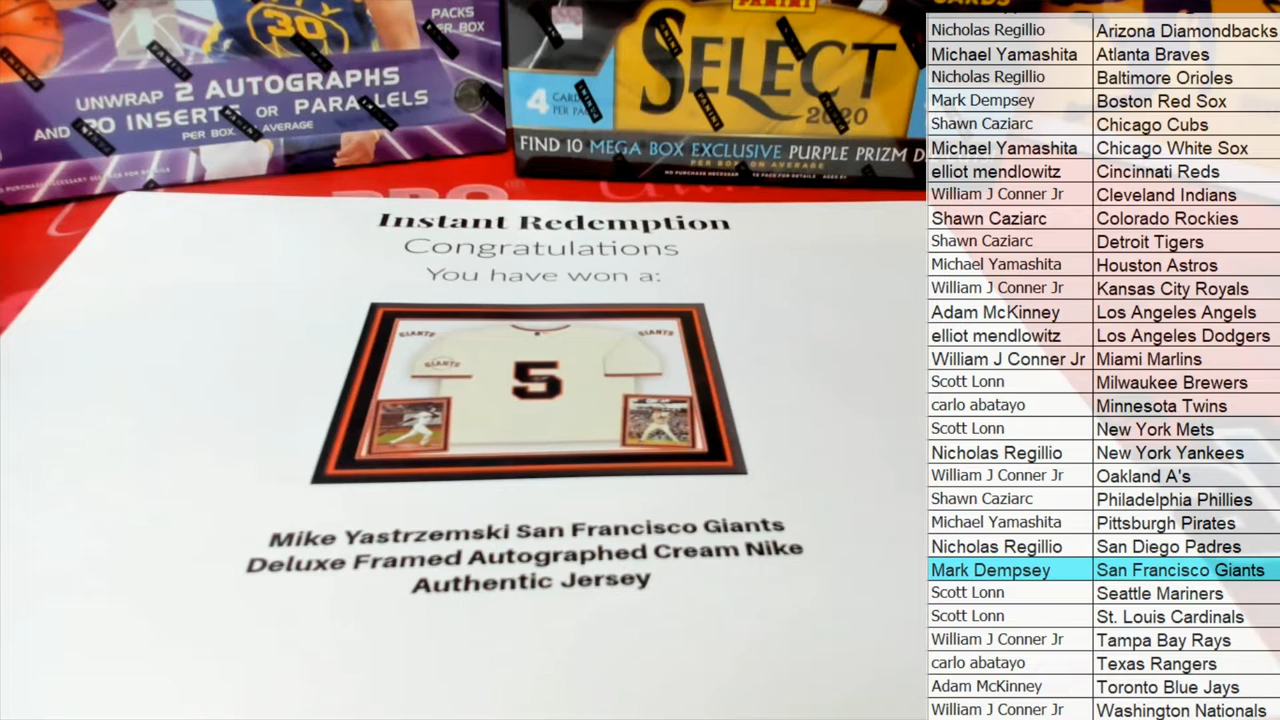 PACKS
PER BOX
30
UNWRAP 2 AUTOGRAPHS
AND 20 INSERTS OR PARALLELS
PER BOX, AVERAGE
PANINI
SELECT
2020
4 CARDS
PER PACK
FIND 10 MEGA BOX EXCLUSIVE PURPLE PRIZM D
PER BOX ON AVERAGE
NO PURCHASE NECESSARY
CARDS
Instant Redemption
Congratulations
You have won a:
GIANTS
GIANTS
GIANTS
5
Mike Yastrzemski San Francisco Giants
Deluxe Framed Autographed Cream Nike
Authentic Jersey
Nicholas Regillio Arizona Diamondbacks
Michael Yamashita Atlanta Braves
Nicholas Regillio Baltimore Orioles
Mark Dempsey Boston Red Sox
Shawn Caziarc Chicago Cubs
Michael Yamashita Chicago White Sox
elliot mendlowitz Cincinnati Reds
William J Conner Jr Cleveland Indians
Shawn Caziarc Colorado Rockies
Shawn Caziarc Detroit Tigers
Michael Yamashita Houston Astros
William J Conner Jr Kansas City Royals
Adam McKinney Los Angeles Angels
elliot mendlowitz Los Angeles Dodgers
William J Conner Jr Miami Marlins
Scott Lonn Milwaukee Brewers
carlo abatayo Minnesota Twins
Scott Lonn New York Mets
Nicholas Regillio New York Yankees
William J Conner Jr Oakland A's
Shawn Caziarc Philadelphia Phillies
Michael Yamashita Pittsburgh Pirates
Nicholas Regillio San Diego Padres
Mark Dempsey San Francisco Giants
Scott Lonn Seattle Mariners
Scott Lonn St. Louis Cardinals
William J Conner Jr Tampa Bay Rays
carlo abatayo Texas Rangers
Adam McKinney Toronto Blue Jays
William J Conner Jr Washington Nationals